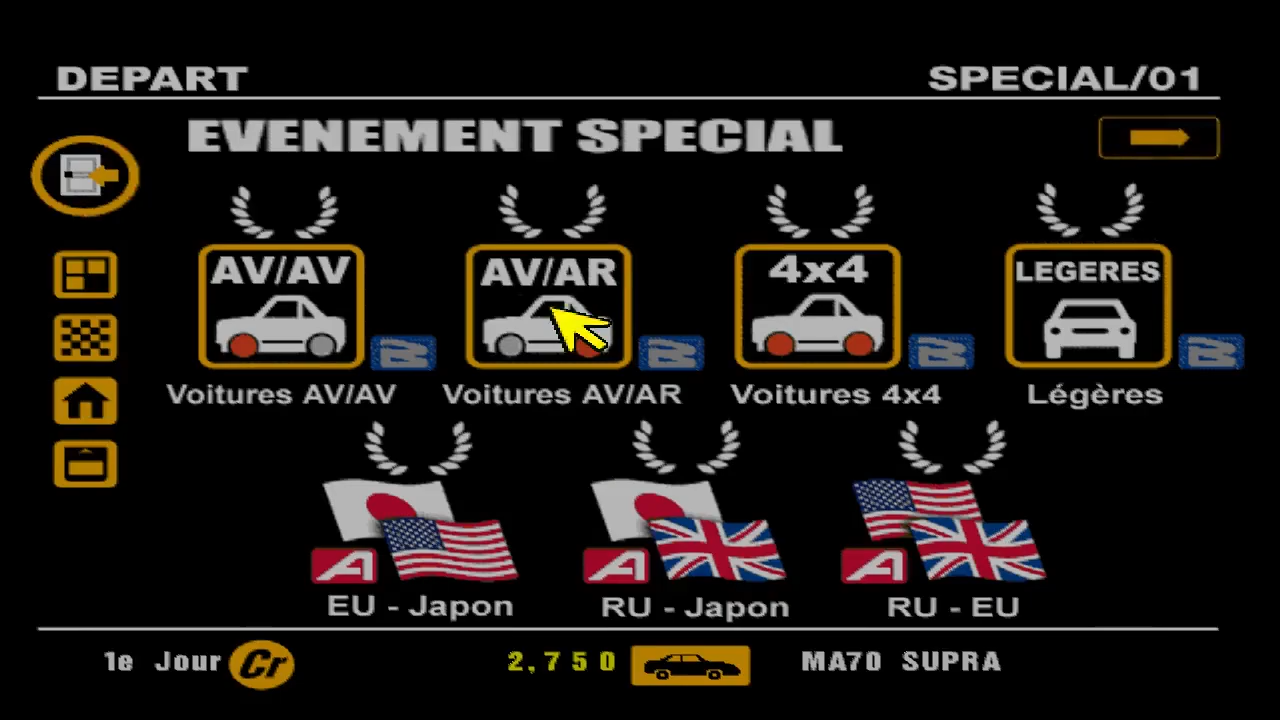 DEPART
SPECIAL/01
EVENEMENT SPECIAL
AV/AV
AV/AR
4x4
LEGERES
B
B
B
B
Voitures AV/AV
Voitures AV/AR
Voitures 4x4
Légères
A
A
A
EU - Japon
RU - Japon
RU - EU
1e Jour
Cr
2,750
MA70 SUPRA